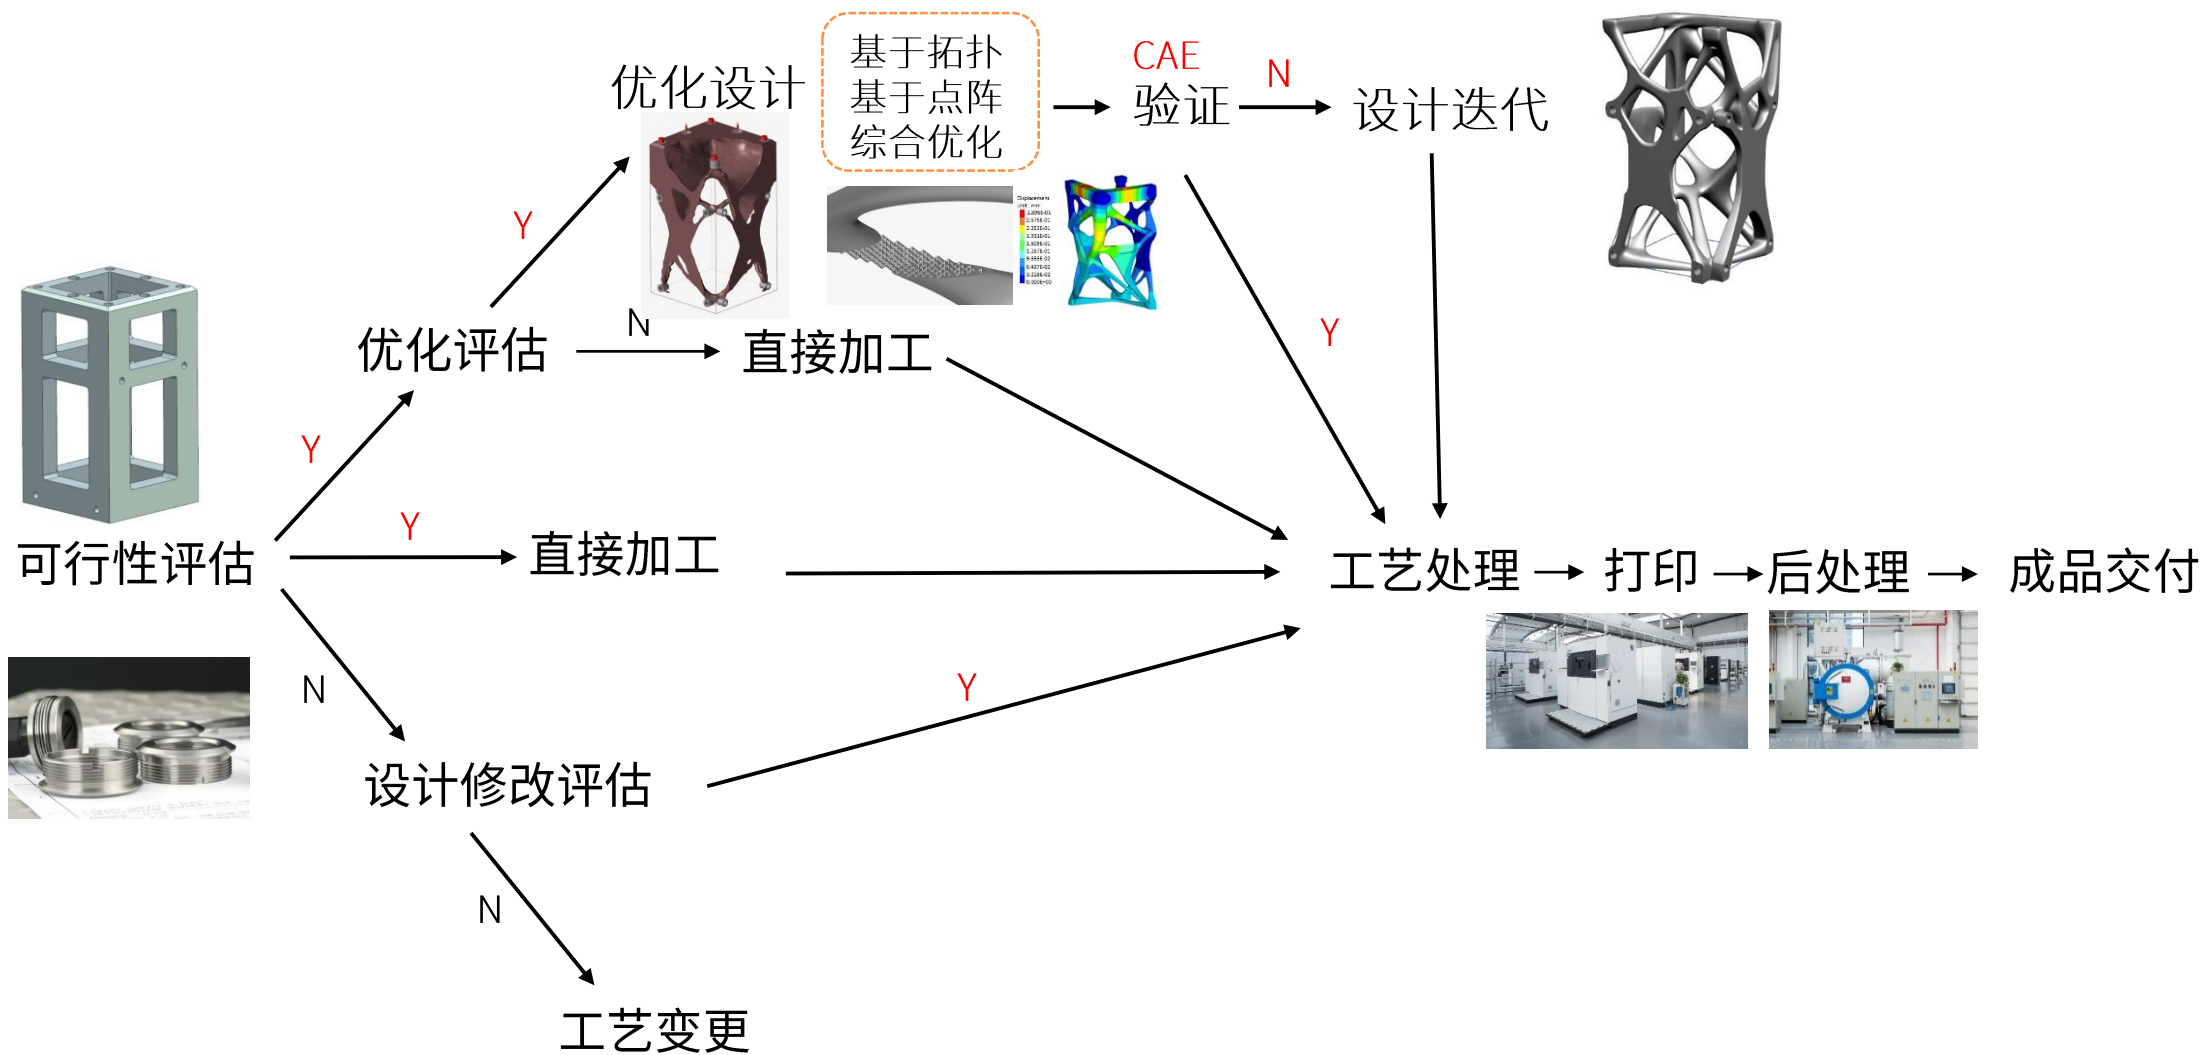 基于拓扑
基于点阵
综合优化
优化设计
CAE
验证
N
设计迭代
Y
Displacement
Unit: mm
Y
优化评估
N
直接加工
Y
Y
可行性评估
直接加工
工艺处理
打印
后处理
成品交付
N
Y
设计修改评估
N
工艺变更